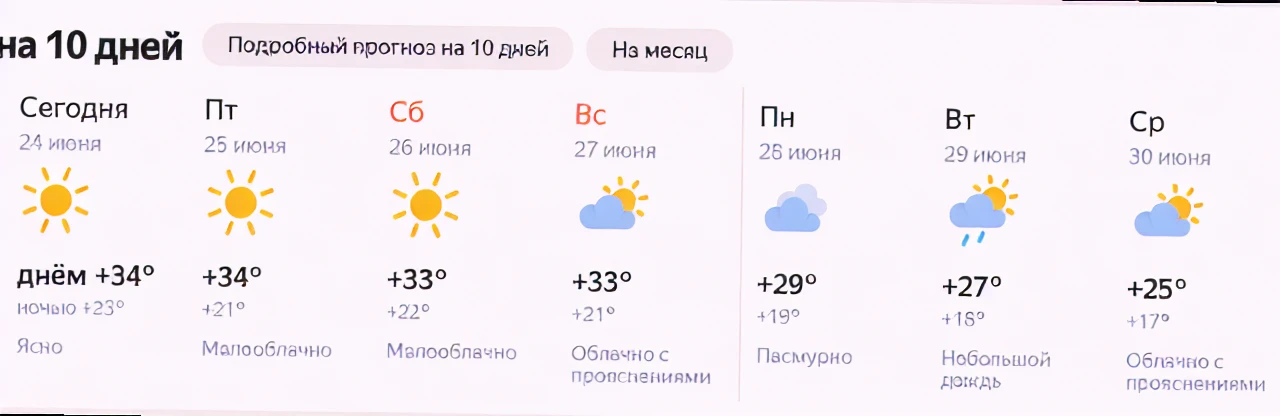 на 10 дней
Подробный прогноз на 10 дней
На месяц
Сегодня
24 июня
днём +34°
ночью +23°
Ясно
Пт
25 июня
+34°
+21°
Малооблачно
Сб
26 июня
+33°
+22°
Малооблачно
Вс
27 июня
+33°
+21°
Облачно с
прояснениями
Пн
28 июня
+29°
+19°
Пасмурно
Вт
29 июня
+27°
+18°
Небольшой
дождь
Ср
30 июня
+25°
+17°
Облачно с
прояснениями